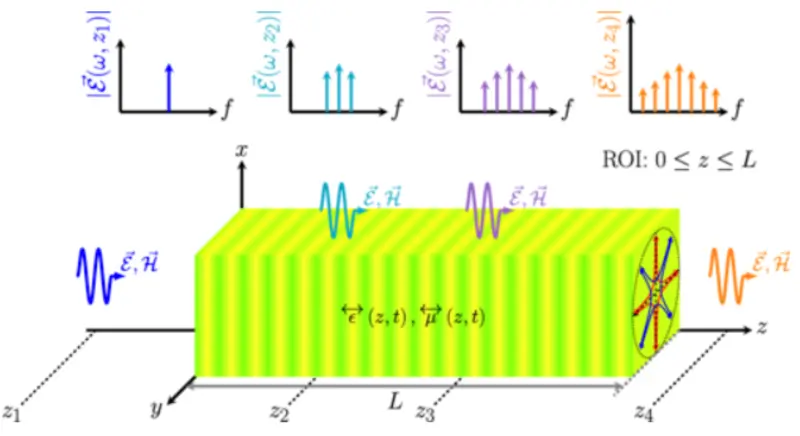 |ℰ⃗(ω, z₁)|
f
|ℰ⃗(ω, z₂)|
f
|ℰ⃗(ω, z₃)|
f
|ℰ⃗(ω, z₄)|
f
ROI: 0 ≤ z ≤ L
x
ℰ⃗, ℋ⃗
ℰ⃗, ℋ⃗
ℰ⃗, ℋ⃗
ℰ⃗, ℋ⃗
ϵ⃡ (z, t) , μ⃡ (z, t)
z
y
L
z₁
z₂
z₃
z₄